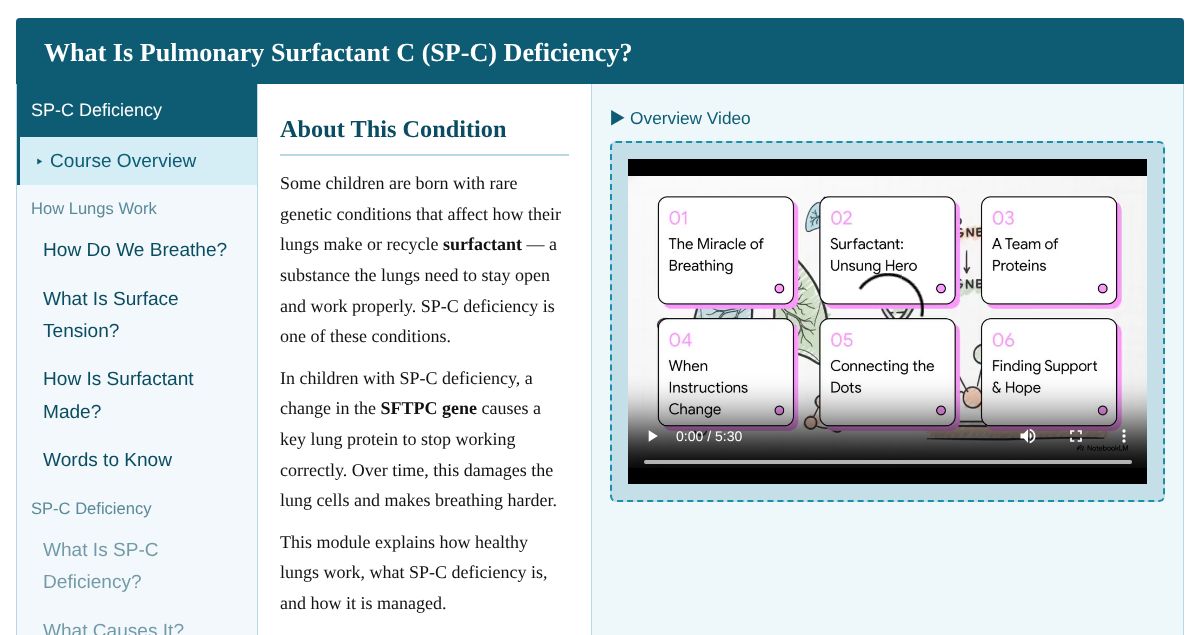 What Is Pulmonary Surfactant C (SP-C) Deficiency?
SP-C Deficiency
Course Overview
How Lungs Work
How Do We Breathe?
What Is Surface
Tension?
How Is Surfactant
Made?
Words to Know
SP-C Deficiency
What Is SP-C
Deficiency?
What Causes It?
About This Condition
Some children are born with rare
genetic conditions that affect how their
lungs make or recycle surfactant — a
substance the lungs need to stay open
and work properly. SP-C deficiency is
one of these conditions.
In children with SP-C deficiency, a
change in the SFTPC gene causes a
key lung protein to stop working
correctly. Over time, this damages the
lung cells and makes breathing harder.
This module explains how healthy
lungs work, what SP-C deficiency is,
and how it is managed.
Overview Video
01
The Miracle of
Breathing
02
Surfactant:
Unsung Hero
03
A Team of
Proteins
04
When
Instructions
Change
05
Connecting the
Dots
06
Finding Support
& Hope
0:00 / 5:30
NotebookLM